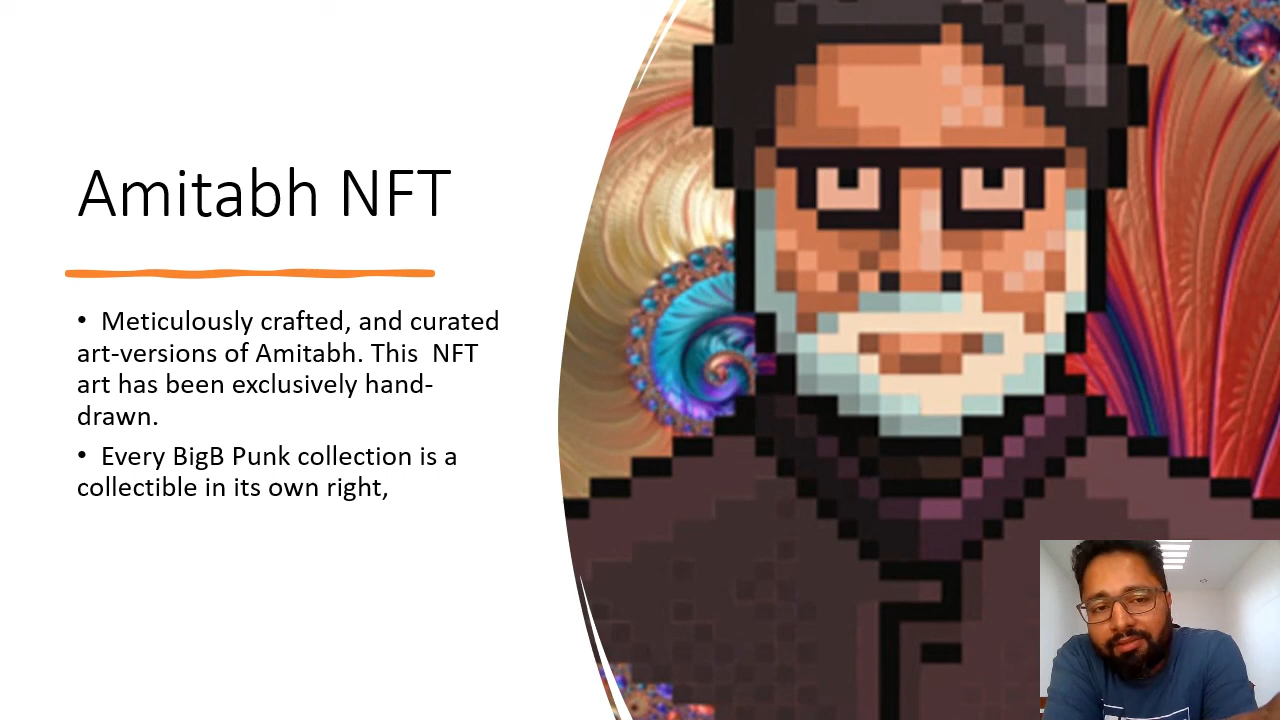 Amitabh NFT
• Meticulously crafted, and curated
art-versions of Amitabh. This  NFT
art has been exclusively hand-
drawn.
• Every BigB Punk collection is a
collectible in its own right,